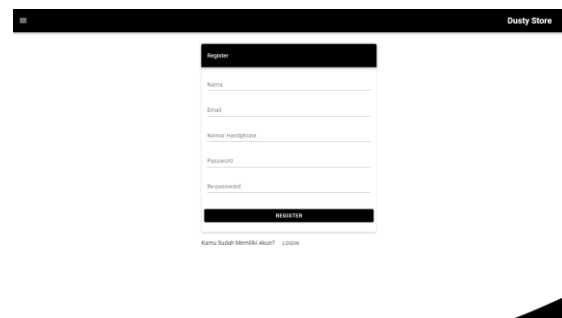 Dusty Store
Register
Nama
Email
Nomor Handphone
Password
Re-password
REGISTER
Kamu Sudah Memiliki Akun? LOGIN